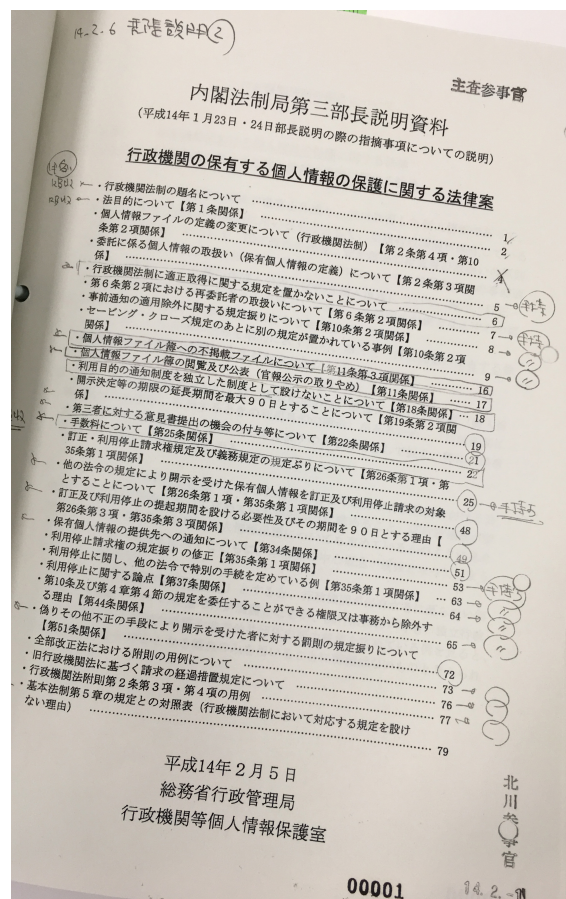 14.2.6
主査参事官
内閣法制局第三部長説明資料
(平成14年1月23日・24日部長説明の際の指摘事項についての説明)
行政機関の保有する個人情報の保護に関する法律案
・行政機関法制の題名について ……… 1
・法目的について【第1条関係】 ……… 2
・個人情報ファイルの定義の変更について(行政機関法制)【第2条第4項・第10
条第2項関係】 ……… 4
・委託に係る個人情報の取扱い(保有個人情報の定義)について【第2条第3項関
係】 ……… 5
・行政機関法制に適正取得に関する規定を置かないことについて ……… 6
・第6条第2項における再委託者の取扱いについて【第6条第2項関係】 ……… 7
・事前通知の適用除外に関する規定振りについて【第10条第2項関係】 ……… 8
・セービング・クローズ規定のあとに別の規定が置かれている事例【第10条第2項
関係】 ……… 9
・個人情報ファイル簿への不掲載ファイルについて【第11条第3項関係】 ……… 16
・個人情報ファイル簿の閲覧及び公表(官報公示の取りやめ)【第11条関係】 ……… 17
・利用目的の通知制度を独立した制度として設けないことについて【第18条関係】 ……… 18
・開示決定等の期限の延長期間を最大90日とすることについて【第19条第2項関
係】 ……… 19
・第三者に対する意見書提出の機会の付与等について【第22条関係】 ……… 21
・手数料について【第25条関係】
・訂正・利用停止請求権規定及び義務規定の規定ぶりについて【第26条第1項・第
35条第1項関係】 ……… 25
・他の法令の規定により開示を受けた保有個人情報を訂正及び利用停止請求の対象
とすることについて【第26条第1項・第35条第1項関係】 ……… 48
・訂正及び利用停止の提起期間を設ける必要性及びその期間を90日とする理由【
第26条第3項・第35条第3項関係】 ……… 49
・保有個人情報の提供先への通知について【第34条関係】 ……… 51
・利用停止請求権の規定振りの修正【第35条第1項関係】 ……… 53
・利用停止に関し、他の法令で特別の手続を定めている例【第35条第1項関係】 ……… 63
・利用停止に関する論点【第37条関係】 ……… 64
・第10条及び第4章第4節の規定を委任することができる権限又は事務から除外す
る理由【第44条関係】 ……… 65
・偽りその他不正の手段により開示を受けた者に対する罰則の規定振りについて
【第51条関係】 ……… 72
・全部改正法における附則の用例について ……… 73
・旧行政機関法に基づく請求の経過措置規定について ……… 76
・行政機関法附則第2条第3項・第4項の用例 ……… 77
・基本法制第5章の規定との対照表(行政機関法制において対応する規定を設け
ない理由) ……… 79
平成14年2月5日
総務省行政管理局
行政機関等個人情報保護室
北川参事官
00001
14.2.